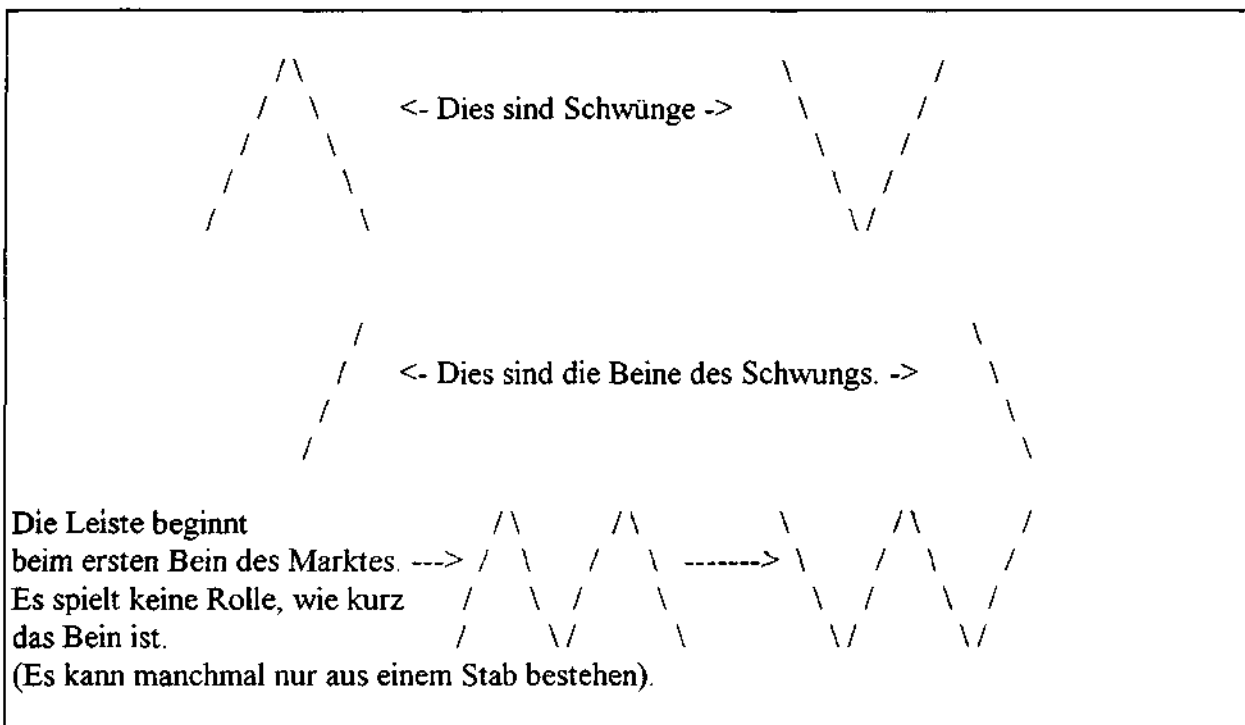 <- Dies sind Schwünge ->
<- Dies sind die Beine des Schwungs. ->
Die Leiste beginnt
beim ersten Bein des Marktes. ---> ------->
Es spielt keine Rolle, wie kurz
das Bein ist.
(Es kann manchmal nur aus einem Stab bestehen).